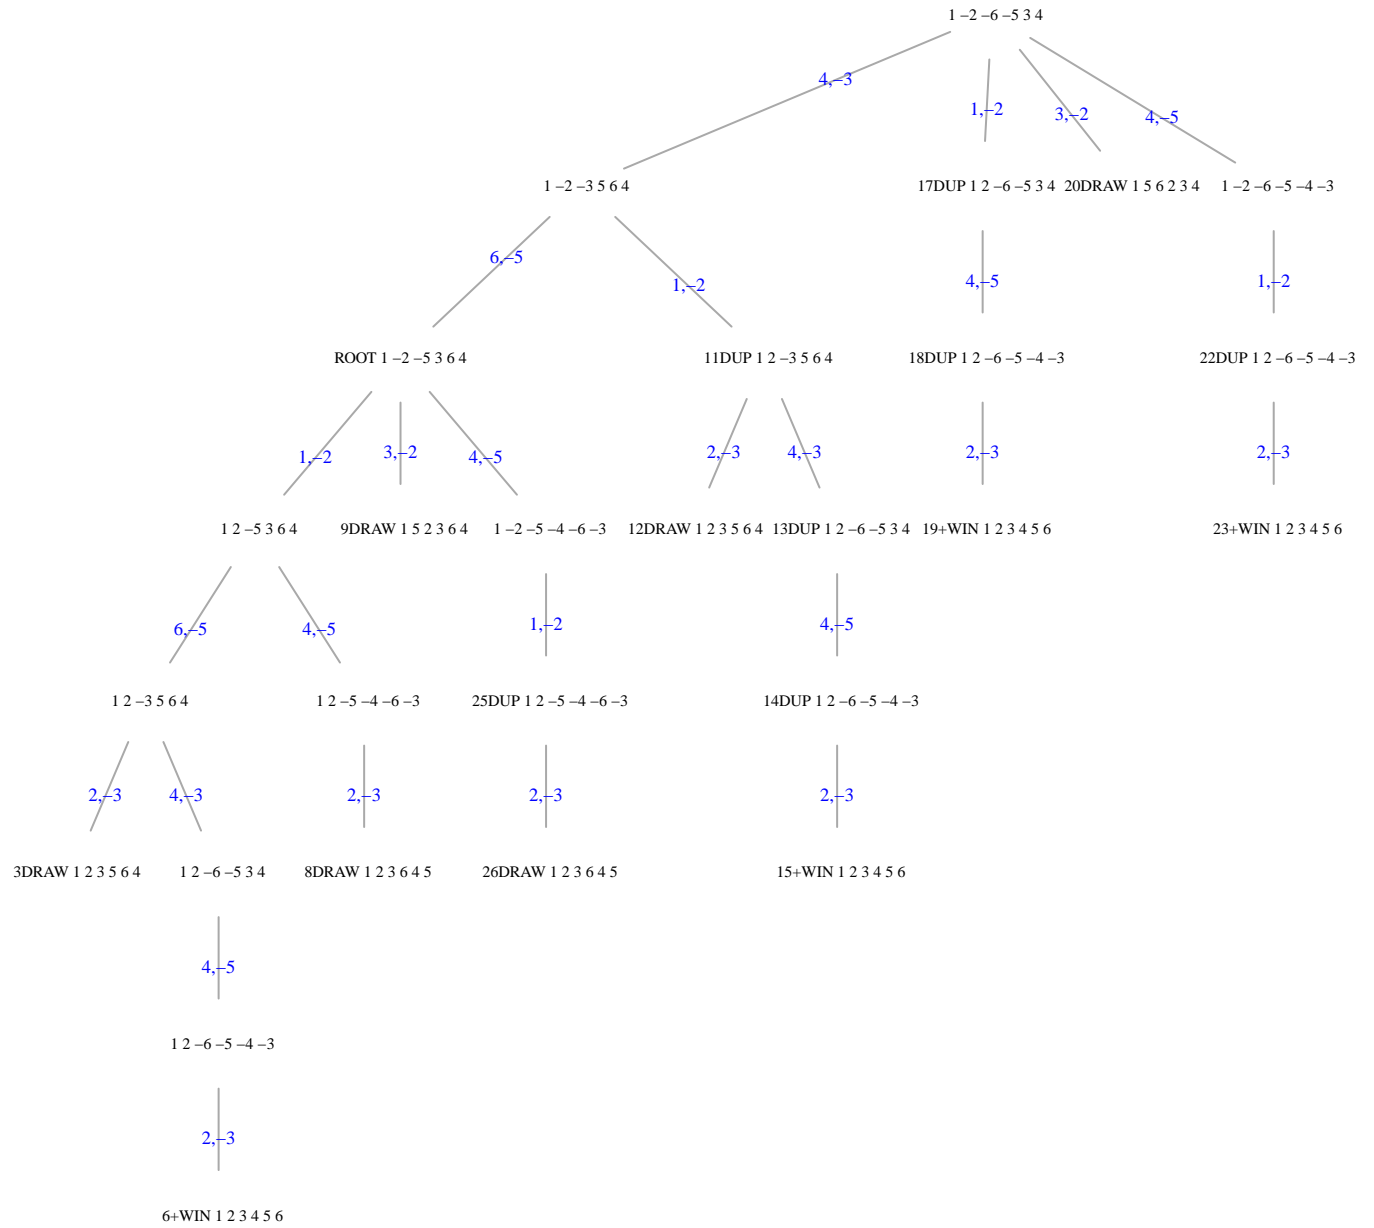 1 –2 –6 –5 3 4
4,–3
1,–2
3,–2
4,–5
1 –2 –3 5 6 4
17DUP 1 2 –6 –5 3 4
20DRAW 1 5 6 2 3 4
1 –2 –6 –5 –4 –3
6,–5
1,–2
4,–5
1,–2
ROOT 1 –2 –5 3 6 4
11DUP 1 2 –3 5 6 4
18DUP 1 2 –6 –5 –4 –3
22DUP 1 2 –6 –5 –4 –3
1,–2
3,–2
4,–5
2,–3
4,–3
2,–3
2,–3
1 2 –5 3 6 4
9DRAW 1 5 2 3 6 4
1 –2 –5 –4 –6 –3
12DRAW 1 2 3 5 6 4
13DUP 1 2 –6 –5 3 4
19+WIN 1 2 3 4 5 6
23+WIN 1 2 3 4 5 6
6,–5
4,–5
1,–2
4,–5
1 2 –3 5 6 4
1 2 –5 –4 –6 –3
25DUP 1 2 –5 –4 –6 –3
14DUP 1 2 –6 –5 –4 –3
2,–3
4,–3
2,–3
2,–3
2,–3
3DRAW 1 2 3 5 6 4
1 2 –6 –5 3 4
8DRAW 1 2 3 6 4 5
26DRAW 1 2 3 6 4 5
15+WIN 1 2 3 4 5 6
4,–5
1 2 –6 –5 –4 –3
2,–3
6+WIN 1 2 3 4 5 6